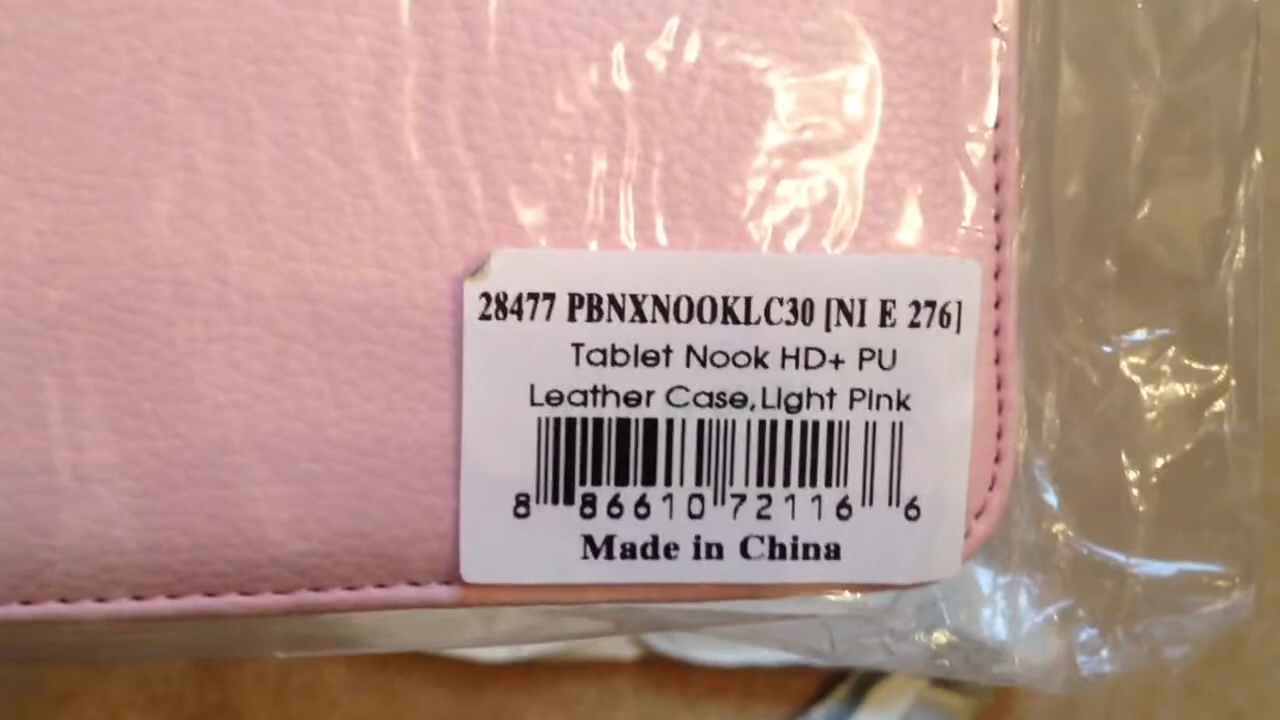 28477 PBNXNOOKLC30 [NI E 276]
Tablet Nook HD+ PU
Leather Case,Light Pink
8 86610 72116 6
Made in China